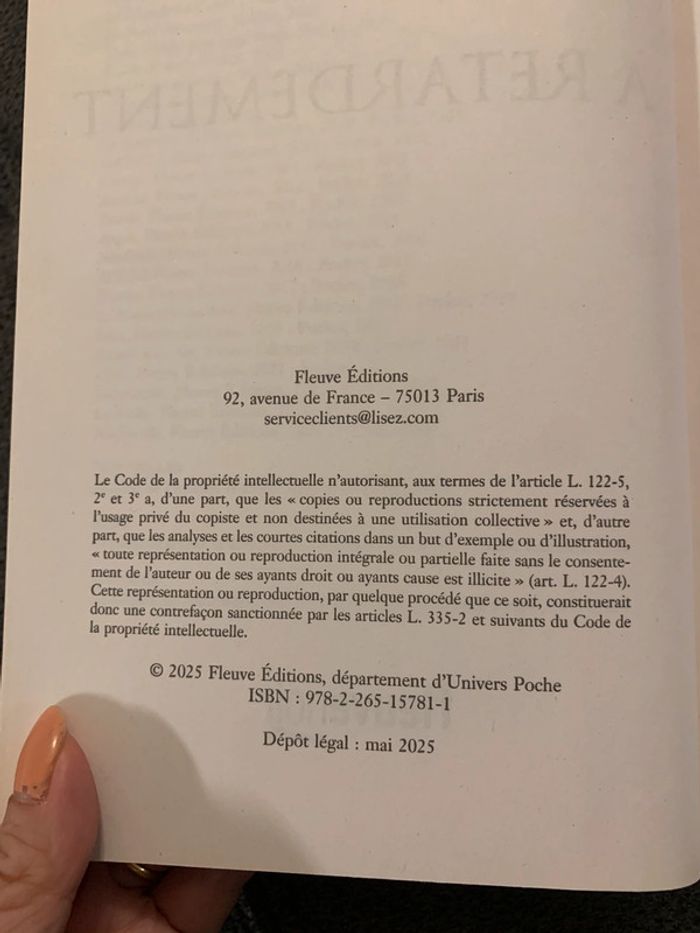 À RETARDEMENT
Fleuve Éditions
92, avenue de France – 75013 Paris
serviceclients@lisez.com
Le Code de la propriété intellectuelle n’autorisant, aux termes de l’article L. 122-5,
2e et 3e a, d’une part, que les « copies ou reproductions strictement réservées à
l’usage privé du copiste et non destinées à une utilisation collective » et, d’autre
part, que les analyses et les courtes citations dans un but d’exemple ou d’illustration,
« toute représentation ou reproduction intégrale ou partielle faite sans le consente-
ment de l’auteur ou de ses ayants droit ou ayants cause est illicite » (art. L. 122-4).
Cette représentation ou reproduction, par quelque procédé que ce soit, constituerait
donc une contrefaçon sanctionnée par les articles L. 335-2 et suivants du Code de
la propriété intellectuelle.
© 2025 Fleuve Éditions, département d’Univers Poche
ISBN : 978-2-265-15781-1
Dépôt légal : mai 2025